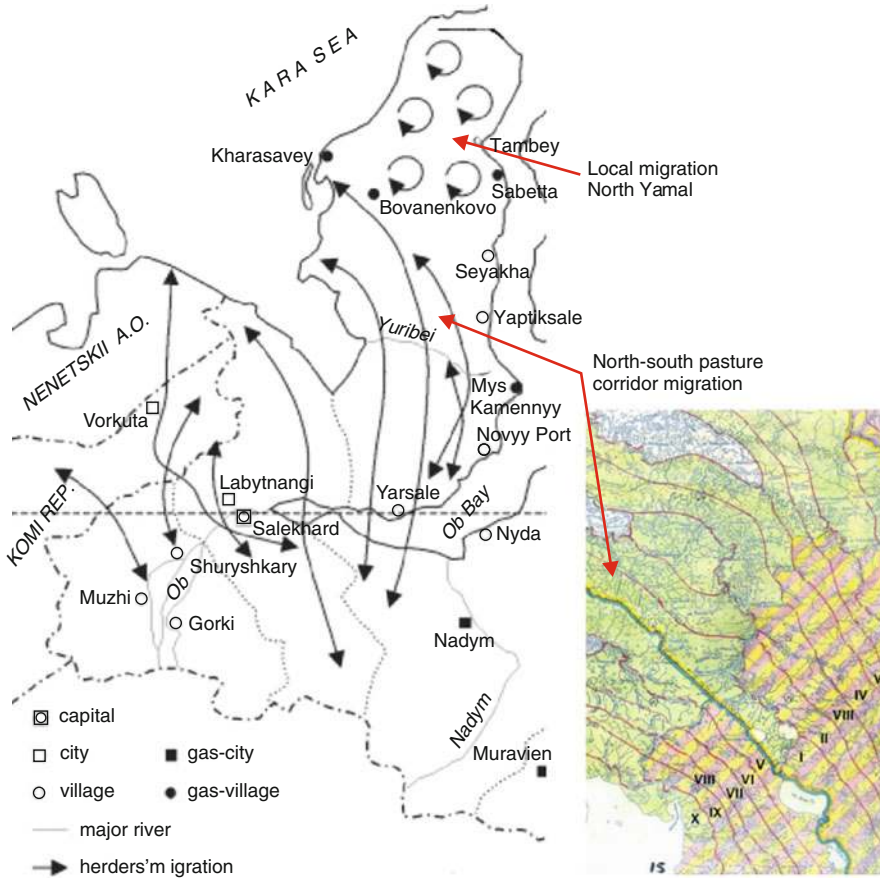 KARA SEA
Tambey
Kharasavey
Local migration
North Yamal
Sabetta
Bovanenkovo
Seyakha
Yaptiksale
NENETSKII A.O.
Yuribei
North-south pasture
corridor migration
Mys
Kamennyy
Vorkuta
Novyy Port
Labytnangi
Yarsale
KOMI REP.
Salekhard
Ob Bay
Nyda
Shuryshkary
Ob
Muzhi
Gorki
Nadym
Nadym
Muravien
capital
city
gas-city
village
gas-village
major river
herders'm igration
V
IV
VIII
II
I
V
VI
VIII
VII
IX
X
15